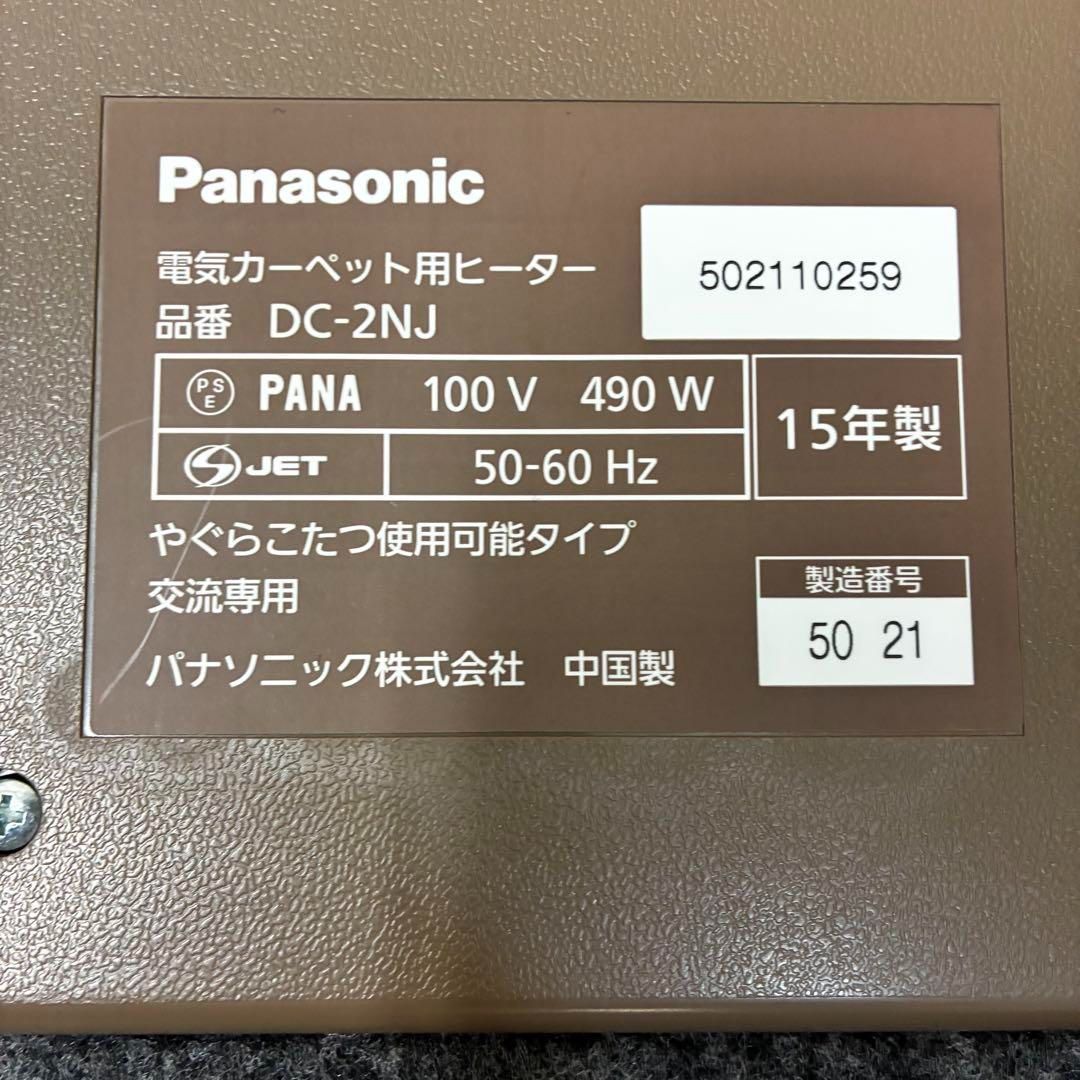 Panasonic
電気カーペット用ヒーター
品番 DC-2NJ
502110259
PSE PANA 100 V 490 W
JET 50-60 Hz
15年製
やぐらこたつ使用可能タイプ
交流専用
パナソニック株式会社 中国製
製造番号
50 21